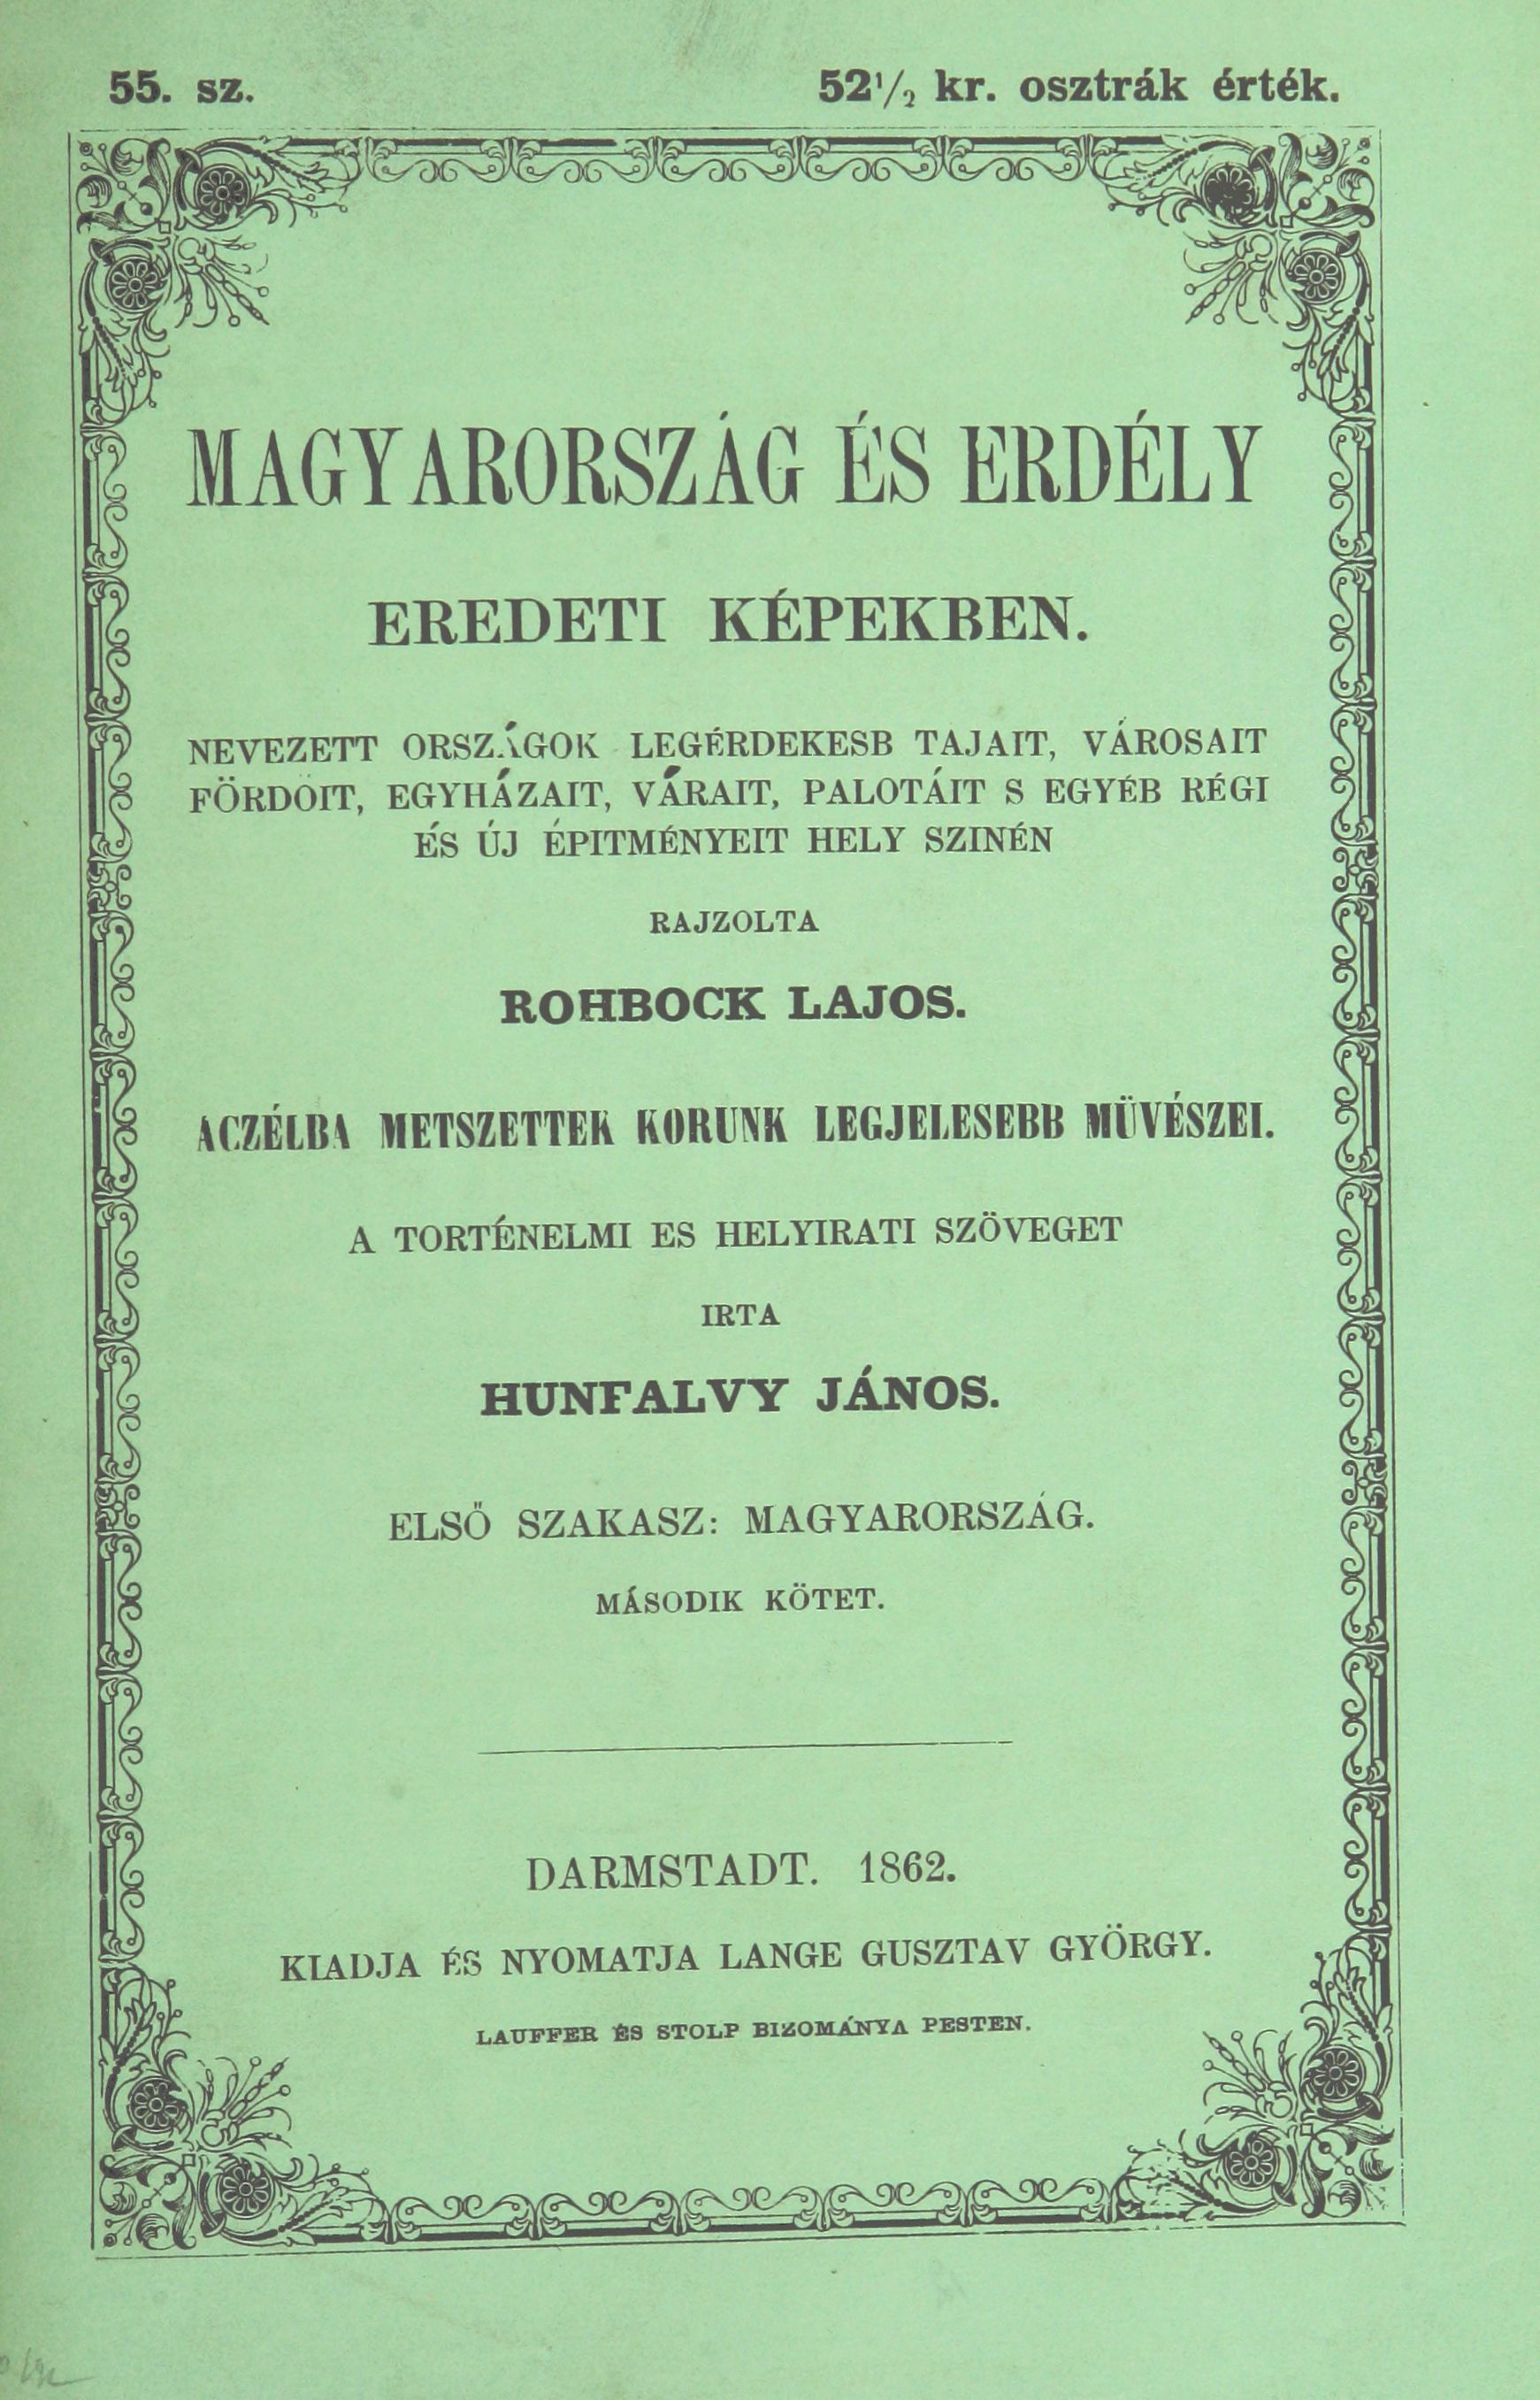 55. sz.
52 1/2 kr. osztrák érték.
MAGYARORSZÁG ÉS ERDÉLY
EREDETI KÉPEKBEN.
NEVEZETT ORSZÁGOK LEGÉRDEKESB TAJAIT, VÁROSAIT
FÖRDÖIT, EGYHÁZAIT, VÁRAIT, PALOTÁIT S EGYÉB RÉGI
ÉS ÚJ ÉPITMÉNYEIT HELY SZINÉN
RAJZOLTA
ROHBOCK LAJOS.
ACZÉLBA METSZETTEK KORUNK LEGJELESEBB MÜVÉSZEI.
A TORTÉNELMI ES HELYIRATI SZÖVEGET
IRTA
HUNFALVY JÁNOS.
ELSŐ SZAKASZ: MAGYARORSZÁG.
MÁSODIK KÖTET.
DARMSTADT. 1862.
KIADJA ÉS NYOMATJA LANGE GUSZTAV GYÖRGY.
LAUFFER ÉS STOLP BIZOMÁNYA PESTEN.